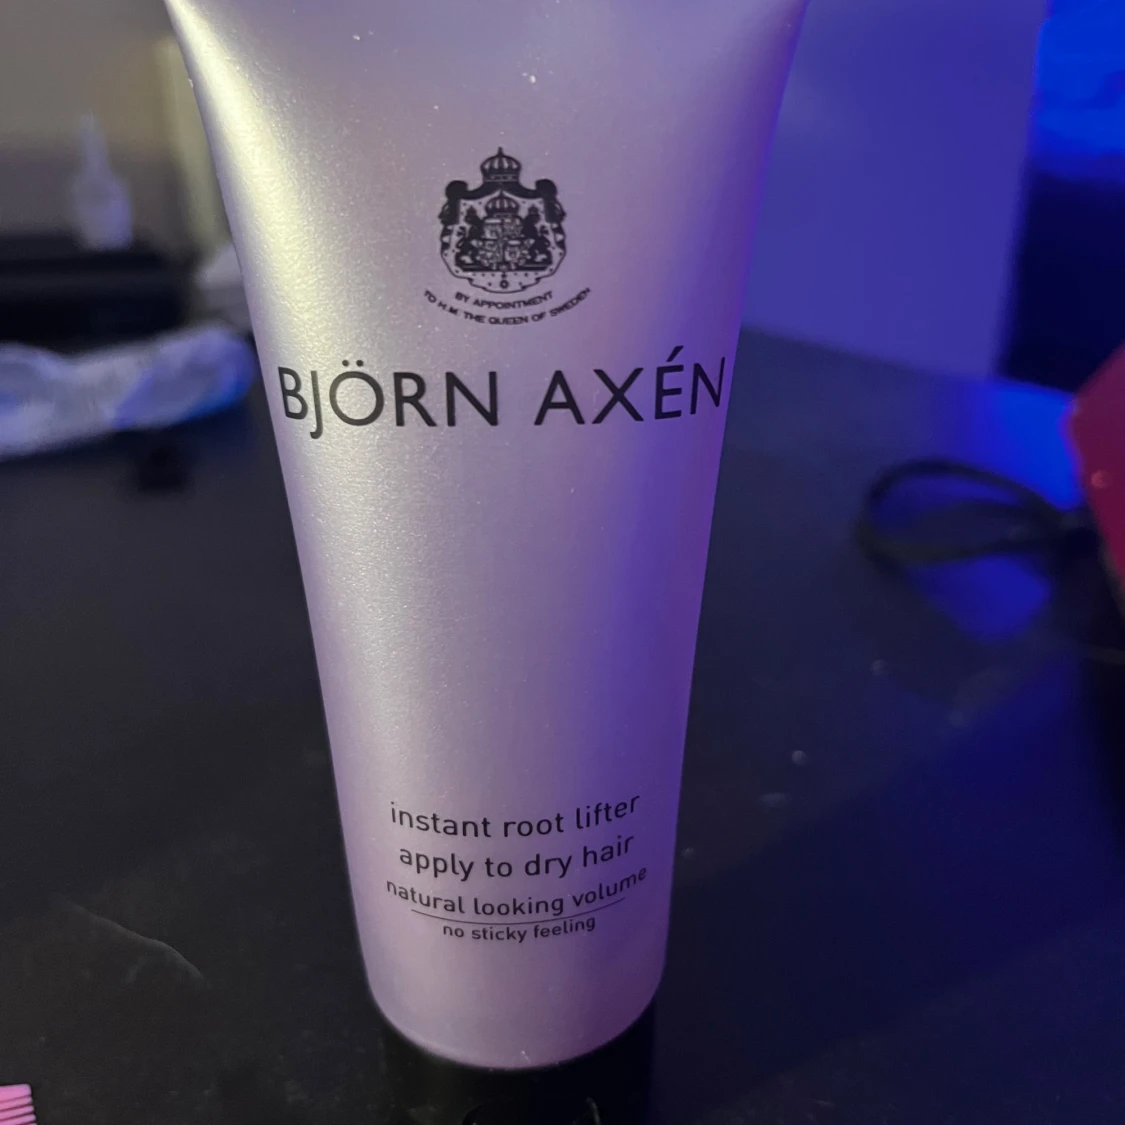 BY APPOINTMENT
TO H.M. THE QUEEN OF SWEDEN
BJÖRN AXÉN
instant root lifter
apply to dry hair
natural looking volume
no sticky feeling